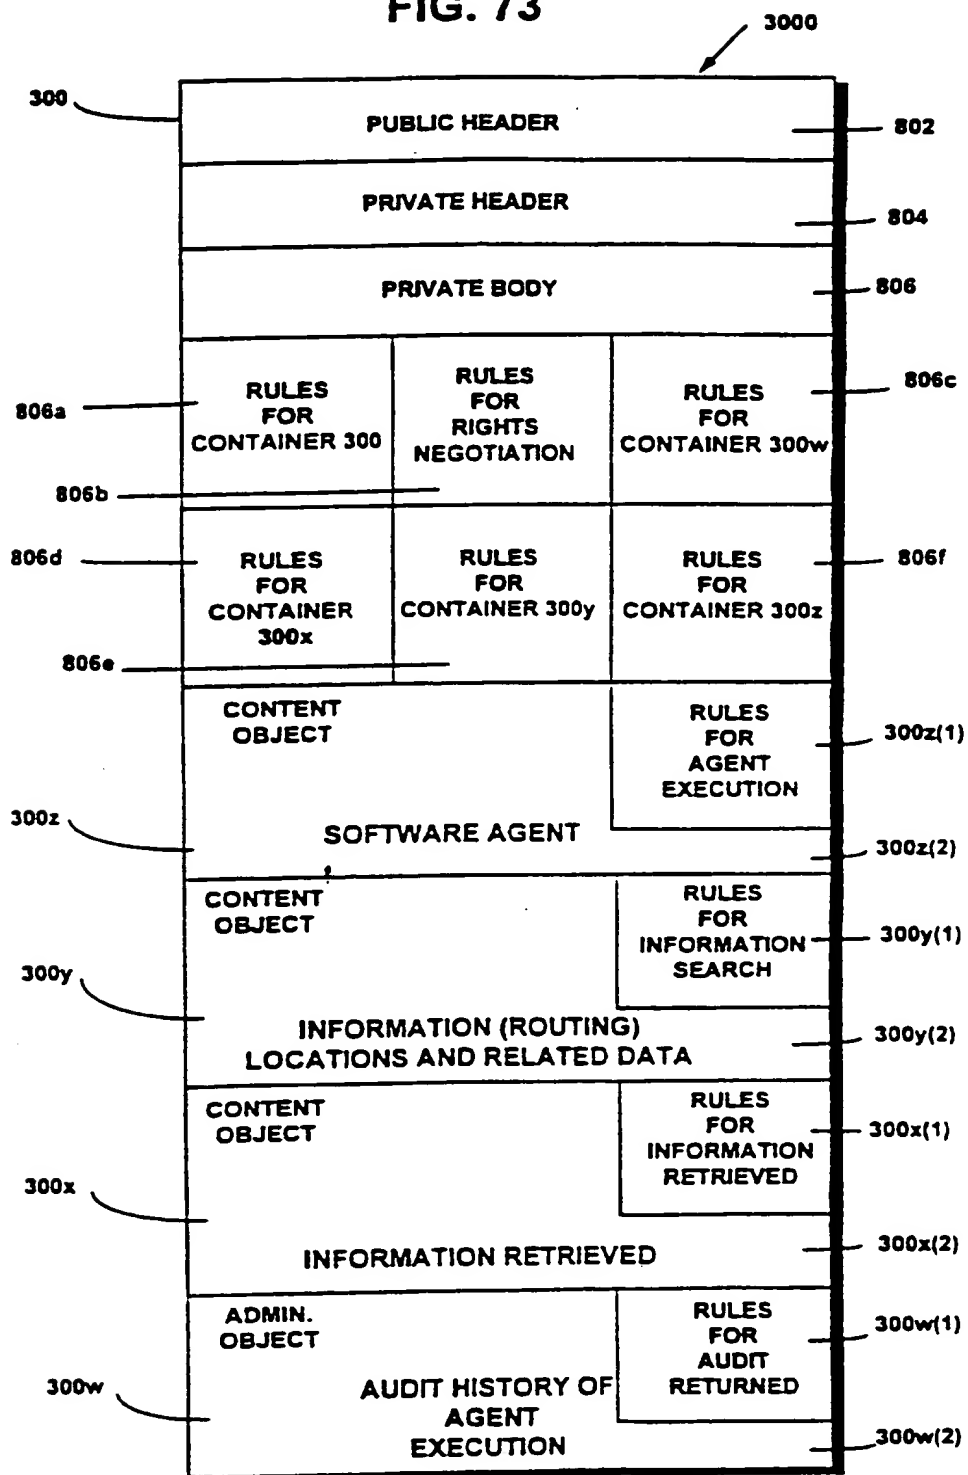 FIG. 73
3000
300
PUBLIC HEADER
802
PRIVATE HEADER
804
PRIVATE BODY
806
806a
RULES
FOR
CONTAINER 300
806b
RULES
FOR
RIGHTS
NEGOTIATION
806c
RULES
FOR
CONTAINER 300w
806d
RULES
FOR
CONTAINER
300x
806e
RULES
FOR
CONTAINER 300y
806f
RULES
FOR
CONTAINER 300z
CONTENT
OBJECT
RULES
FOR
AGENT
EXECUTION
300z(1)
300z
SOFTWARE AGENT
300z(2)
CONTENT
OBJECT
RULES
FOR
INFORMATION
SEARCH
300y(1)
300y
INFORMATION (ROUTING)
LOCATIONS AND RELATED DATA
300y(2)
CONTENT
OBJECT
RULES
FOR
INFORMATION
RETRIEVED
300x(1)
300x
INFORMATION RETRIEVED
300x(2)
ADMIN.
OBJECT
RULES
FOR
AUDIT
RETURNED
300w(1)
300w
AUDIT HISTORY OF
AGENT
EXECUTION
300w(2)